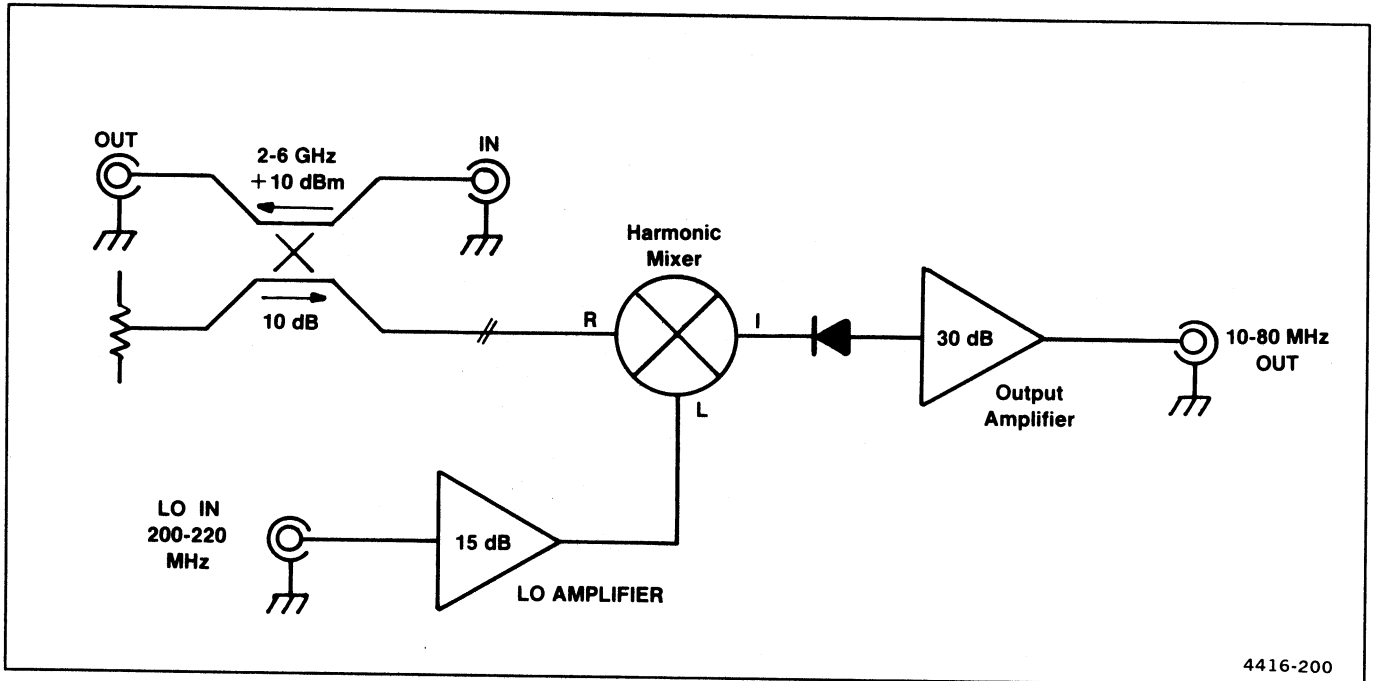 OUT
2-6 GHz
+10 dBm
IN
10 dB
Harmonic
Mixer
R
I
L
30 dB
Output
Amplifier
10-80 MHz
OUT
LO IN
200-220
MHz
15 dB
LO AMPLIFIER
4416-200